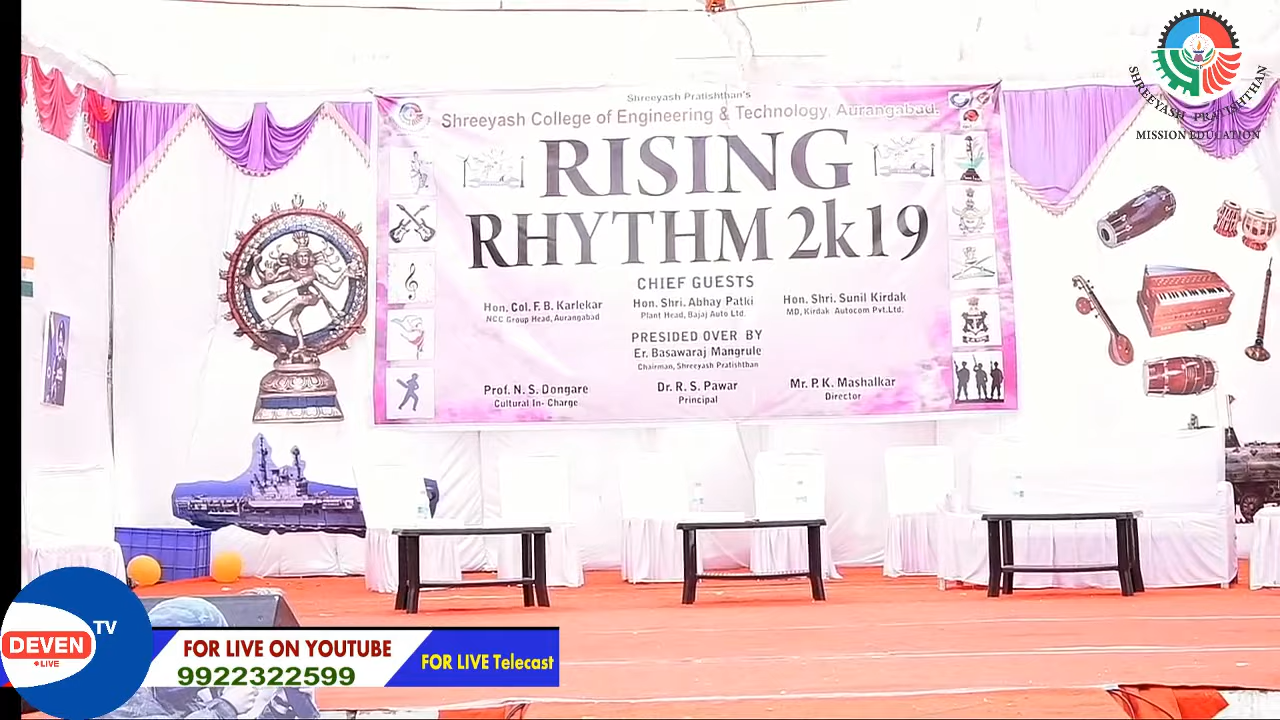 Shreeyash Pratishthan's
Shreeyash College of Engineering & Technology, Aurangabad.
RISING
RHYTHM 2k19
CHIEF GUESTS
Hon. Col. F. B. Karlekar
NCC Group Head, Aurangabad
Hon. Shri. Abhay Patki
Plant Head, Bajaj Auto Ltd.
Hon. Shri. Sunil Kirdak
MD, Kirdak Autocom Pvt.Ltd.
PRESIDED OVER BY
Er. Basawaraj Mangrule
Chairman, Shreeyash Pratishthan
Prof. N. S. Dongare
Cultural In- Charge
Dr. R. S. Pawar
Principal
Mr. P. K. Mashalkar
Director
SHREEYASH PRATISHTHAN
MISSION EDUCATION
DEVEN TV
LIVE
FOR LIVE ON YOUTUBE
9922322599
FOR LIVE Telecast